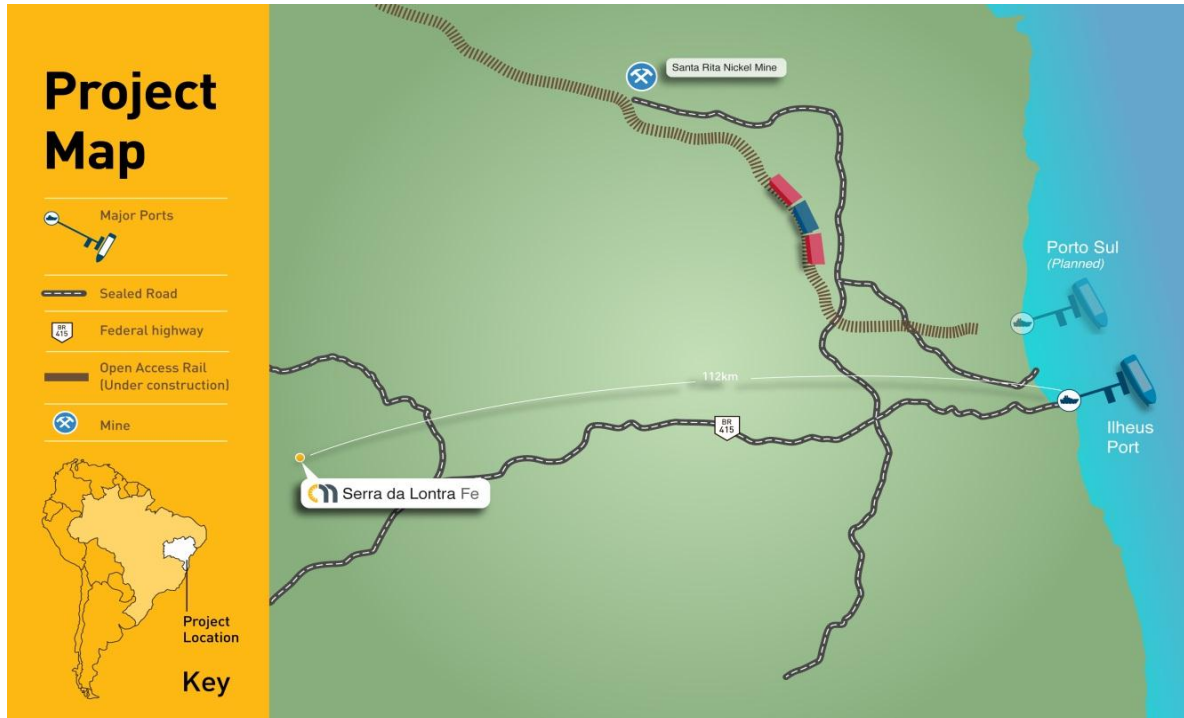 Project
Map
Major Ports
Sealed Road
BR
415
Federal highway
Open Access Rail
(Under construction)
Mine
Project
Location
Key
Santa Rita Nickel Mine
Porto Sul
(Planned)
112km
BR
415
Ilheus
Port
Serra da Lontra Fe